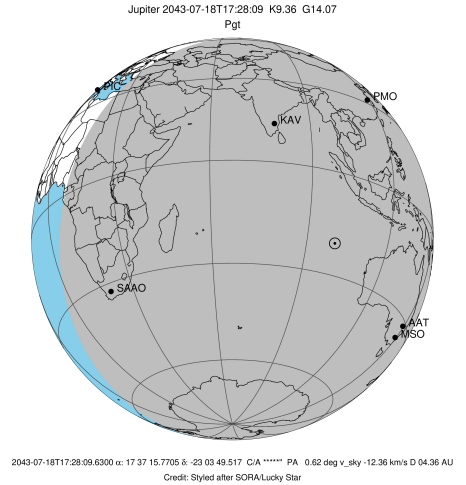 Jupiter 2043-07-18T17:28:09 K9.36 G14.07
Pgt
PIC
PMO
KAV
SAAO
AAT
MSO
2043-07-18T17:28:09.6300 α: 17 37 15.7705 δ: -23 03 49.517 C/A *****" PA 0.62 deg v_sky -12.36 km/s D 04.36 AU
Credit: Styled after SORA/Lucky Star